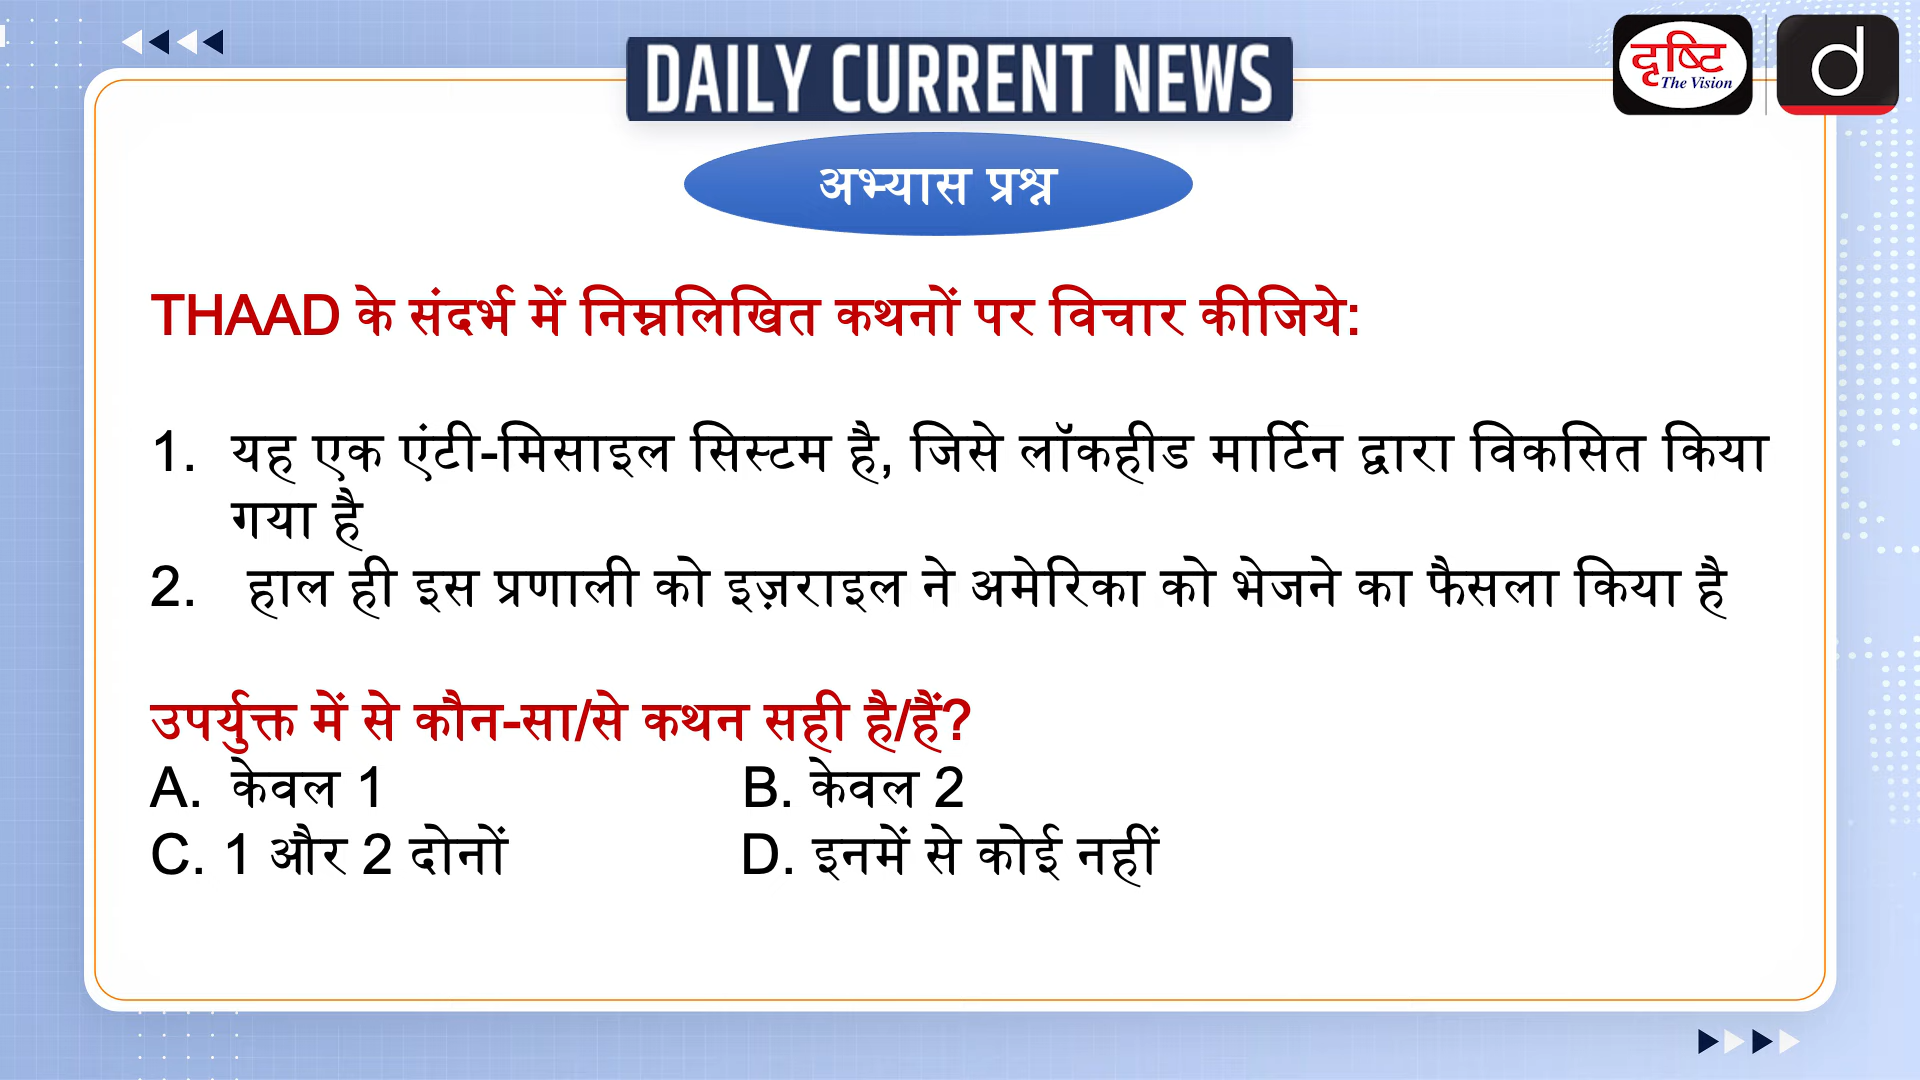 DAILY CURRENT NEWS
दृष्टि
The Vision
d
अभ्यास प्रश्न
THAAD के संदर्भ में निम्नलिखित कथनों पर विचार कीजिये:
1. यह एक एंटी-मिसाइल सिस्टम है, जिसे लॉकहीड मार्टिन द्वारा विकसित किया
गया है
2. हाल ही इस प्रणाली को इज़राइल ने अमेरिका को भेजने का फैसला किया है
उपर्युक्त में से कौन-सा/से कथन सही है/हैं?
A. केवल 1 B. केवल 2
C. 1 और 2 दोनों D. इनमें से कोई नहीं